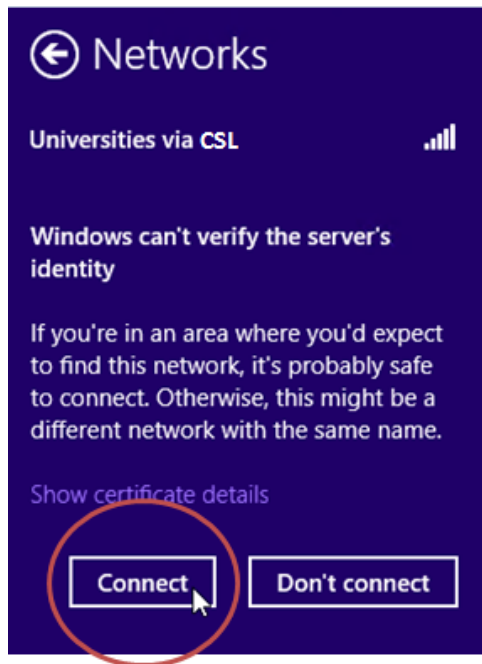 Networks
Universities via CSL
Windows can't verify the server's
identity
If you're in an area where you'd expect
to find this network, it's probably safe
to connect. Otherwise, this might be a
different network with the same name.
Show certificate details
Connect
Don't connect